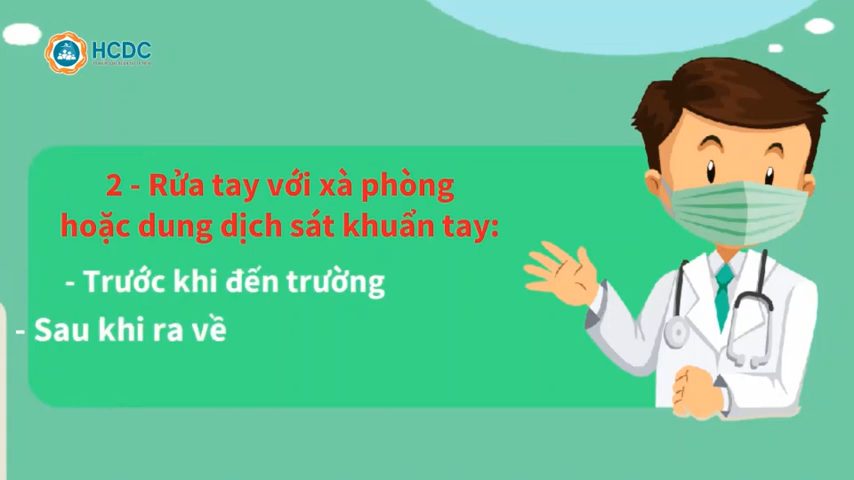 HCDC
2 - Rửa tay với xà phòng
hoặc dung dịch sát khuẩn tay:
- Trước khi đến trường
- Sau khi ra về